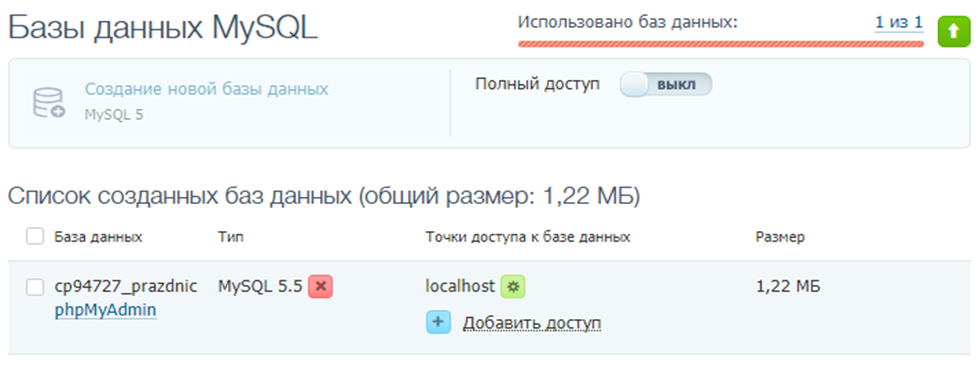 Базы данных MySQL
Использовано баз данных: 1 из 1
Создание новой базы данных
MySQL 5
Полный доступ выкл
Список созданных баз данных (общий размер: 1,22 МБ)
База данных Тип Точки доступа к базе данных Размер
cp94727_prazdnic MySQL 5.5 localhost 1,22 МБ
phpMyAdmin
Добавить доступ